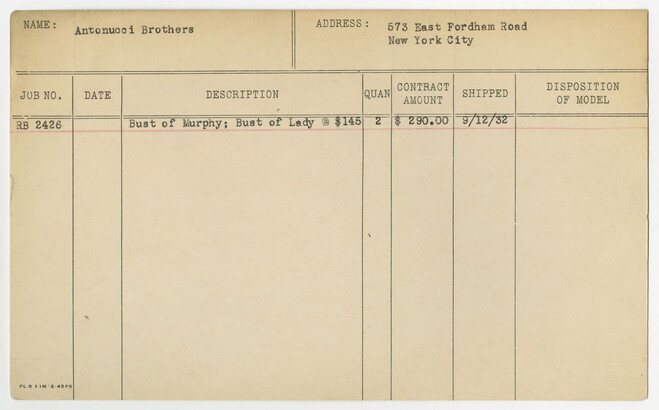 NAME: Antonucci Brothers ADDRESS: 573 East Fordham Road
New York City
JOB NO. DATE DESCRIPTION QUAN CONTRACT AMOUNT SHIPPED DISPOSITION OF MODEL
RB 2426 Bust of Murphy; Bust of Lady @ $145 2 $ 290.00 9/12/32